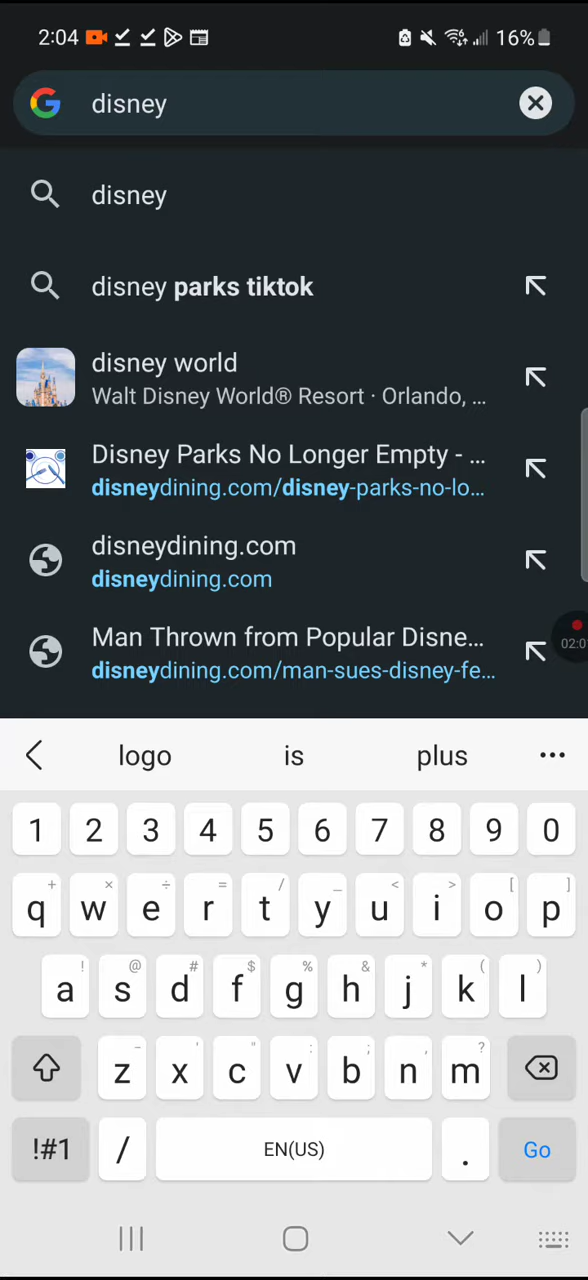 2:04
16%
disney
disney
disney parks tiktok
disney world
Walt Disney World® Resort · Orlando, ...
Disney Parks No Longer Empty - ...
disneydining.com/disney-parks-no-lo...
disneydining.com
disneydining.com
Man Thrown from Popular Disne...
disneydining.com/man-sues-disney-fe...
02:0
logo is plus ...
1 2 3 4 5 6 7 8 9 0
+ × ÷ = / _ < > [ ]
q w e r t y u i o p
! @ # $ % & * ( )
a s d f g h j k l
- ' " : ; , ?
z x c v b n m
!#1 / EN(US) . Go